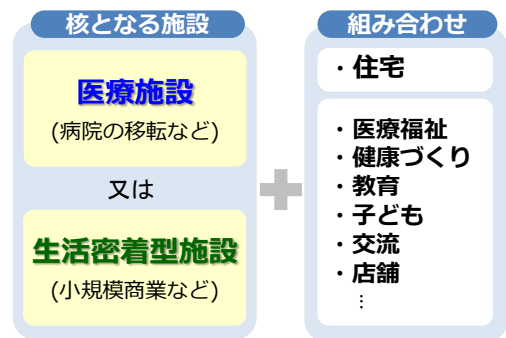 核となる施設
医療施設
(病院の移転など)
又は
生活密着型施設
(小規模商業など)
組み合わせ
・住宅
・医療福祉
・健康づくり
・教育
・子ども
・交流
・店舗
…